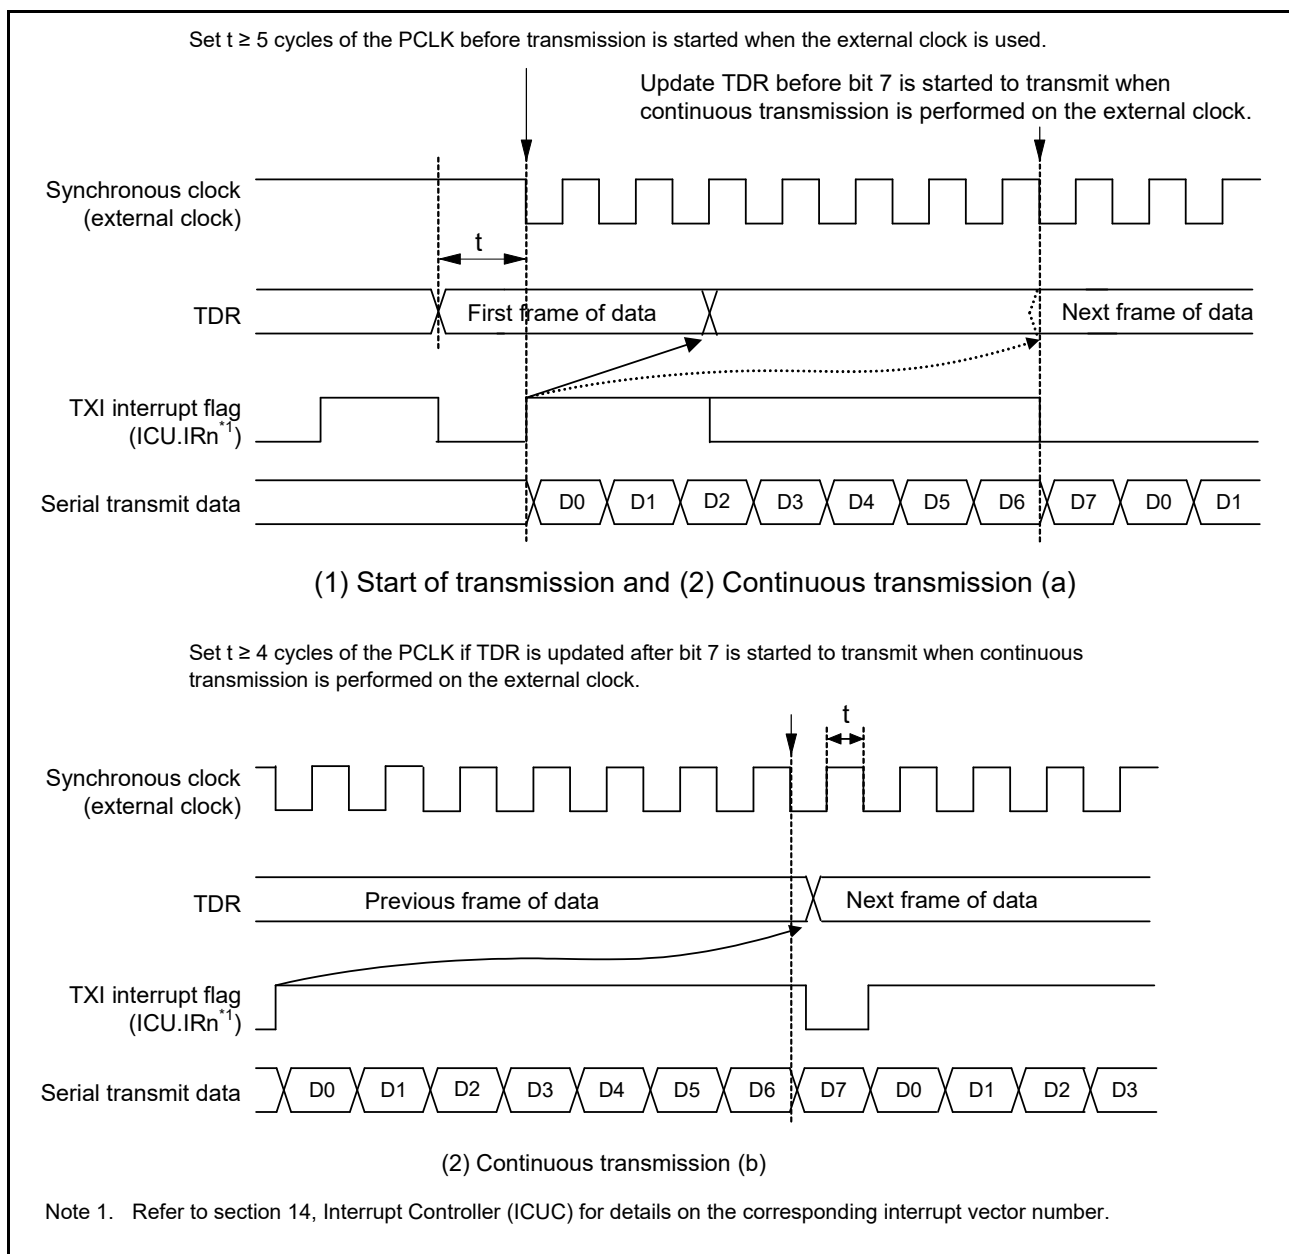 Set t ≥ 5 cycles of the PCLK before transmission is started when the external clock is used.
Update TDR before bit 7 is started to transmit when
continuous transmission is performed on the external clock.
Synchronous clock
(external clock)
t
TDR
First frame of data
Next frame of data
TXI interrupt flag
(ICU.IRn*1)
Serial transmit data
D0 D1 D2 D3 D4 D5 D6 D7 D0 D1
(1) Start of transmission and (2) Continuous transmission (a)
Set t ≥ 4 cycles of the PCLK if TDR is updated after bit 7 is started to transmit when continuous
transmission is performed on the external clock.
t
Synchronous clock
(external clock)
TDR
Previous frame of data
Next frame of data
TXI interrupt flag
(ICU.IRn*1)
Serial transmit data
D0 D1 D2 D3 D4 D5 D6 D7 D0 D1 D2 D3
(2) Continuous transmission (b)
Note 1. Refer to section 14, Interrupt Controller (ICUC) for details on the corresponding interrupt vector number.